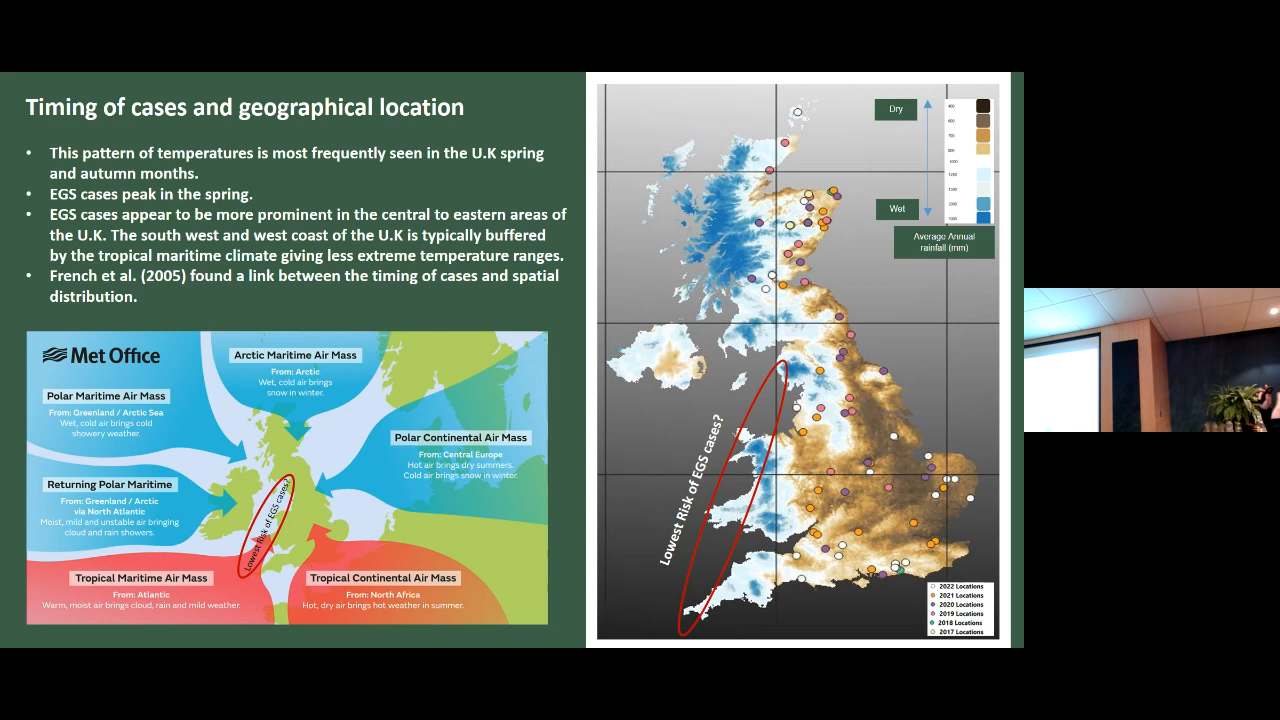 Timing of cases and geographical location
• This pattern of temperatures is most frequently seen in the U.K spring
and autumn months.
• EGS cases peak in the spring.
• EGS cases appear to be more prominent in the central to eastern areas of
the U.K. The south west and west coast of the U.K is typically buffered
by the tropical maritime climate giving less extreme temperature ranges.
• French et al. (2005) found a link between the timing of cases and spatial
distribution.
Met Office
Arctic Maritime Air Mass
From: Arctic
Wet, cold air brings
snow in winter.
Polar Maritime Air Mass
From: Greenland / Arctic Sea
Wet, cold air brings cold
showery weather.
Polar Continental Air Mass
From: Central Europe
Hot air brings dry summers.
Cold air brings snow in winter.
Returning Polar Maritime
From: Greenland / Arctic
via North Atlantic
Moist, mild and unstable air bringing
cloud and rain showers.
Lowest Risk of EGS cases?
Tropical Maritime Air Mass
From: Atlantic
Warm, moist air brings cloud, rain and mild weather.
Tropical Continental Air Mass
From: North Africa
Hot, dry air brings hot weather in summer.
Dry
Wet
Average Annual
rainfall (mm)
Lowest Risk of EGS cases?
2022 Locations
2021 Locations
2020 Locations
2019 Locations
2018 Locations
2017 Locations